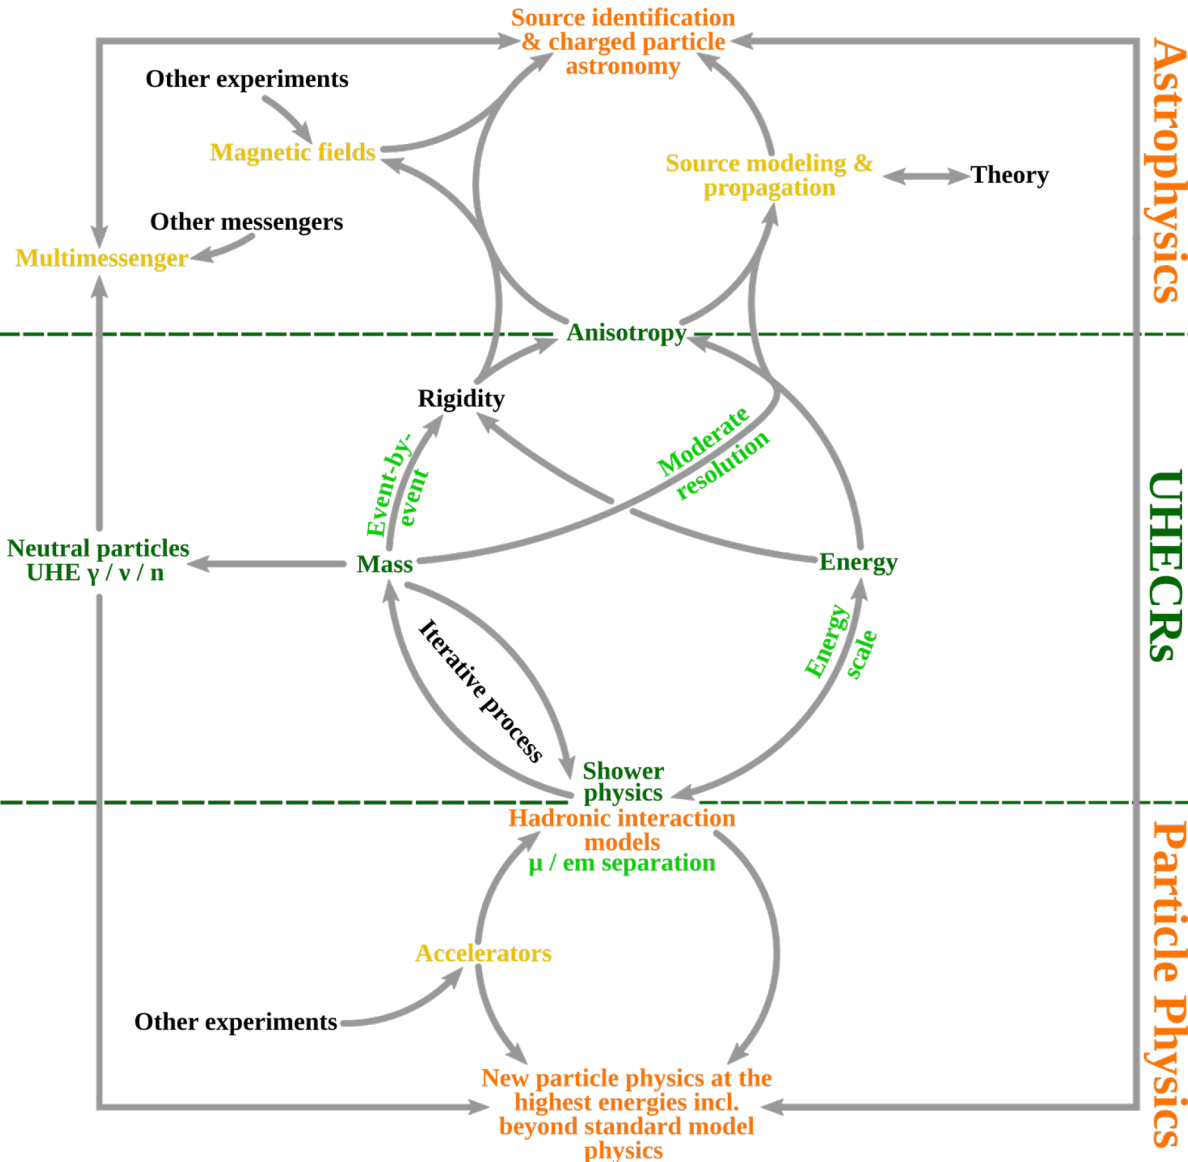 Source identification
& charged particle
astronomy
Other experiments
Magnetic fields
Source modeling &
propagation
Theory
Other messengers
Multimessenger
Astrophysics
Anisotropy
Rigidity
Event-by-
event
Moderate
resolution
Neutral particles
UHE γ / ν / n
Mass
Energy
UHECRs
Iterative process
Energy
scale
Shower
physics
Hadronic interaction
models
μ / em separation
Accelerators
Other experiments
Particle Physics
New particle physics at the
highest energies incl.
beyond standard model
physics